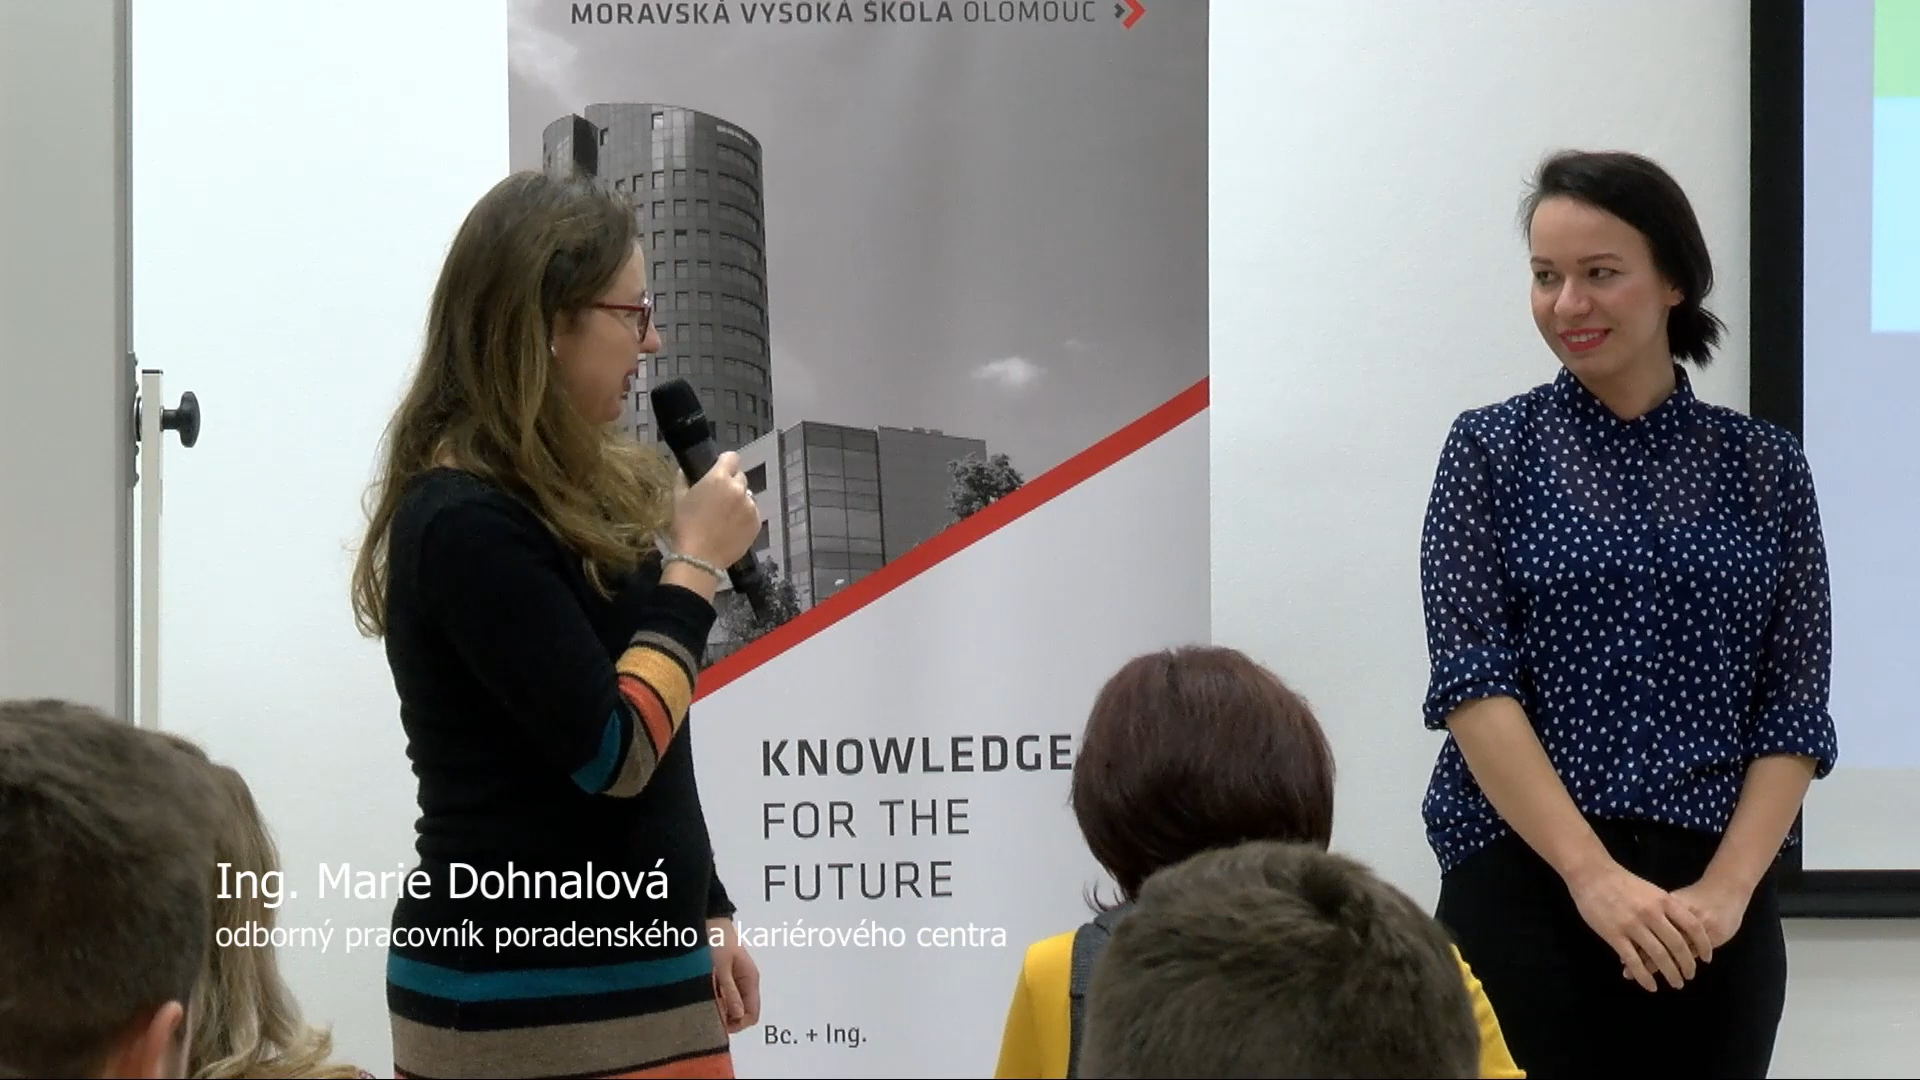 MORAVSKÁ VYSOKÁ ŠKOLA OLOMOUC
KNOWLEDGE
FOR THE
FUTURE
Ing. Marie Dohnalová
odborný pracovník poradenského a kariérového centra
Bc. + Ing.